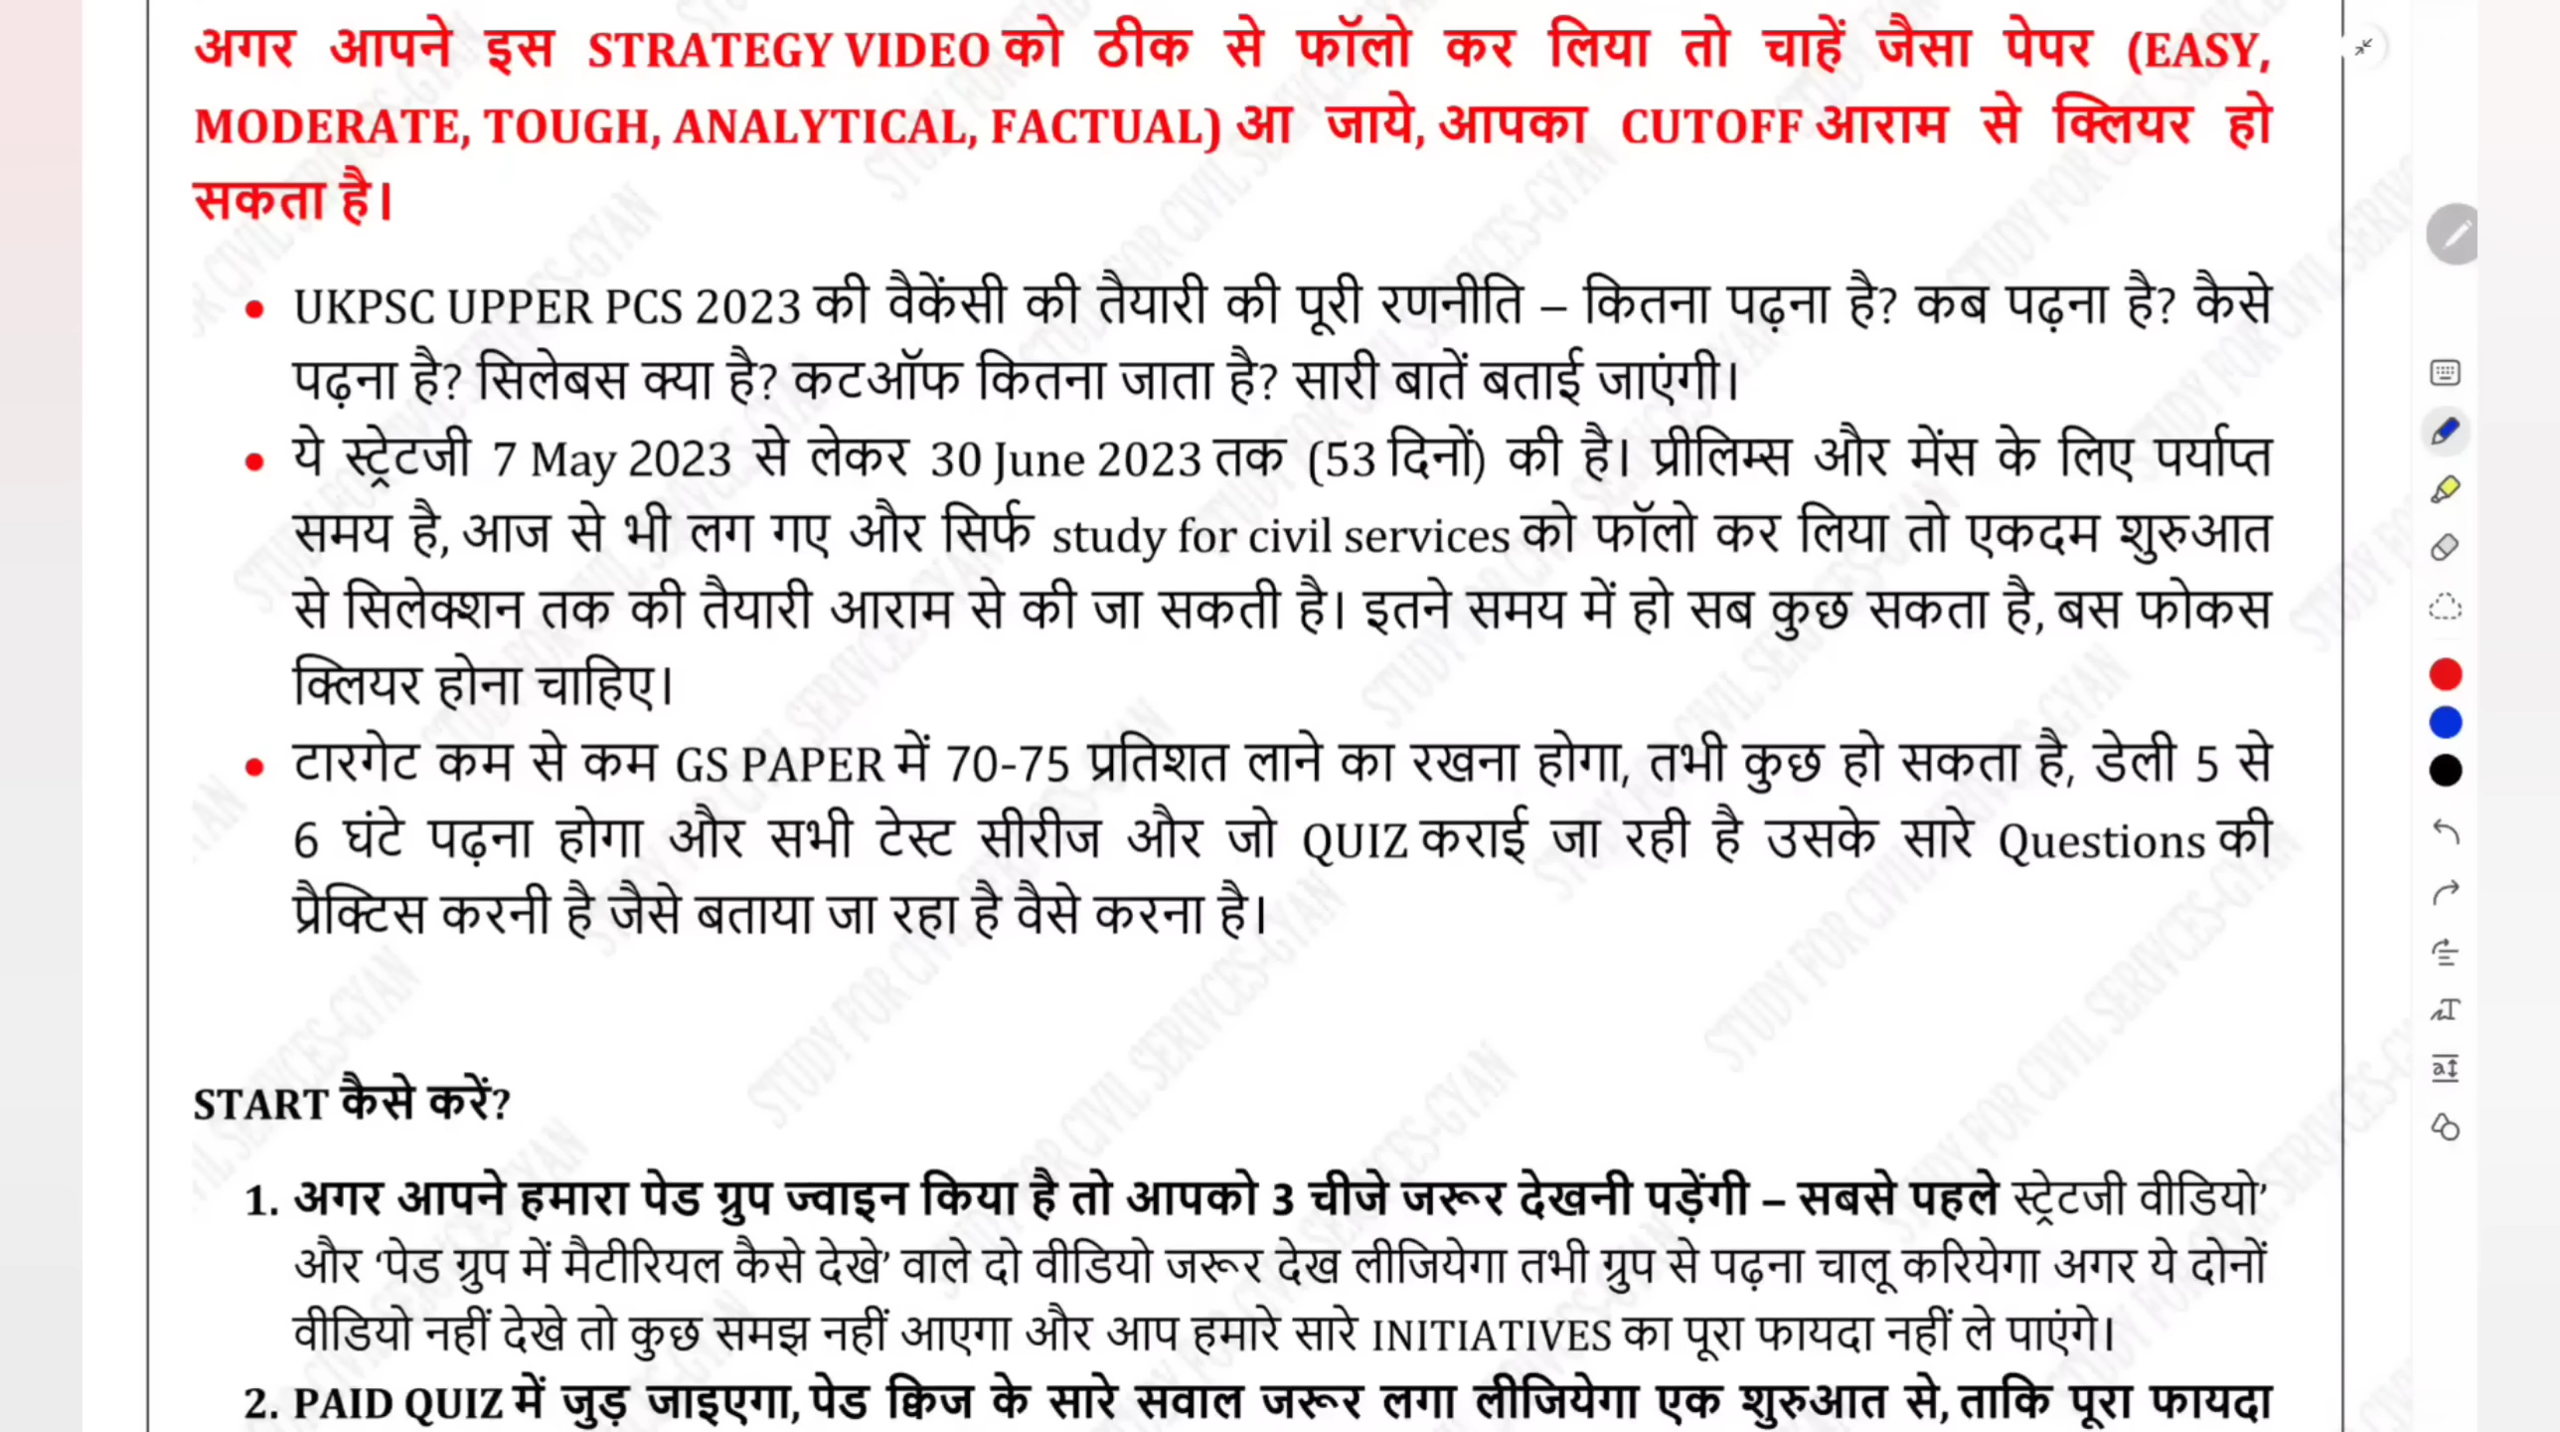 अगर आपने इस STRATEGY VIDEO को ठीक से फॉलो कर लिया तो चाहें जैसा पेपर (EASY,
MODERATE, TOUGH, ANALYTICAL, FACTUAL) आ जाये, आपका CUTOFF आराम से क्लियर हो
सकता है।
• UKPSC UPPER PCS 2023 की वैकेंसी की तैयारी की पूरी रणनीति – कितना पढ़ना है? कब पढ़ना है? कैसे
पढ़ना है? सिलेबस क्या है? कटऑफ कितना जाता है? सारी बातें बताई जाएंगी।
• ये स्ट्रेटजी 7 May 2023 से लेकर 30 June 2023 तक (53 दिनों) की है। प्रीलिम्स और मेंस के लिए पर्याप्त
समय है, आज से भी लग गए और सिर्फ study for civil services को फॉलो कर लिया तो एकदम शुरुआत
से सिलेक्शन तक की तैयारी आराम से की जा सकती है। इतने समय में हो सब कुछ सकता है, बस फोकस
क्लियर होना चाहिए।
• टारगेट कम से कम GS PAPER में 70-75 प्रतिशत लाने का रखना होगा, तभी कुछ हो सकता है, डेली 5 से
6 घंटे पढ़ना होगा और सभी टेस्ट सीरीज और जो QUIZ कराई जा रही है उसके सारे Questions की
प्रैक्टिस करनी है जैसे बताया जा रहा है वैसे करना है।
START कैसे करें?
1. अगर आपने हमारा पेड ग्रुप ज्वाइन किया है तो आपको 3 चीजे जरूर देखनी पड़ेंगी – सबसे पहले स्ट्रेटजी वीडियो’
और ‘पेड ग्रुप में मैटीरियल कैसे देखे’ वाले दो वीडियो जरूर देख लीजियेगा तभी ग्रुप से पढ़ना चालू करियेगा अगर ये दोनों
वीडियो नहीं देखे तो कुछ समझ नहीं आएगा और आप हमारे सारे INITIATIVES का पूरा फायदा नहीं ले पाएंगे।
2. PAID QUIZ में जुड़ जाइएगा, पेड क्विज के सारे सवाल जरूर लगा लीजियेगा एक शुरुआत से, ताकि पूरा फायदा
STUDY FOR CIVIL SERIVCES-GYAN